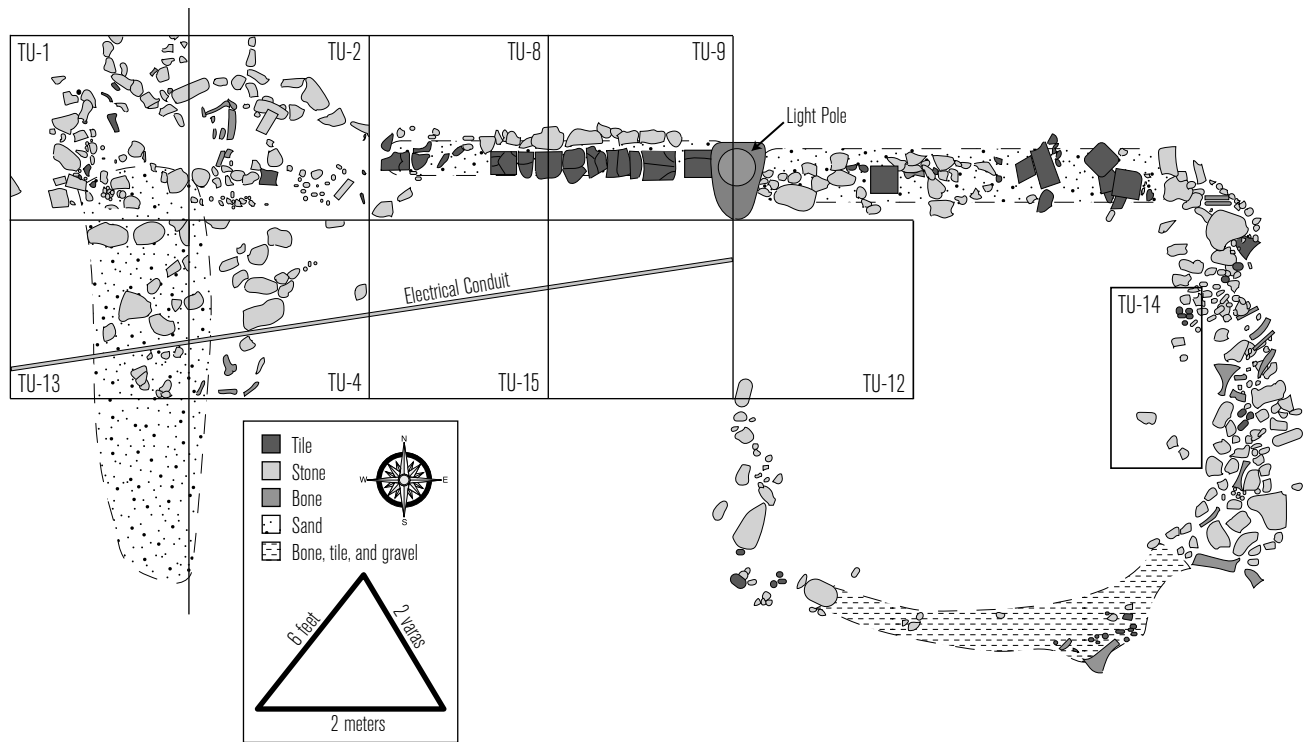 TU-1
TU-2
TU-8
TU-9
Light Pole
Electrical Conduit
TU-14
TU-13
TU-4
TU-15
TU-12
Tile
Stone
Bone
Sand
Bone, tile, and gravel
N
W
E
S
6 feet
2 varas
2 meters